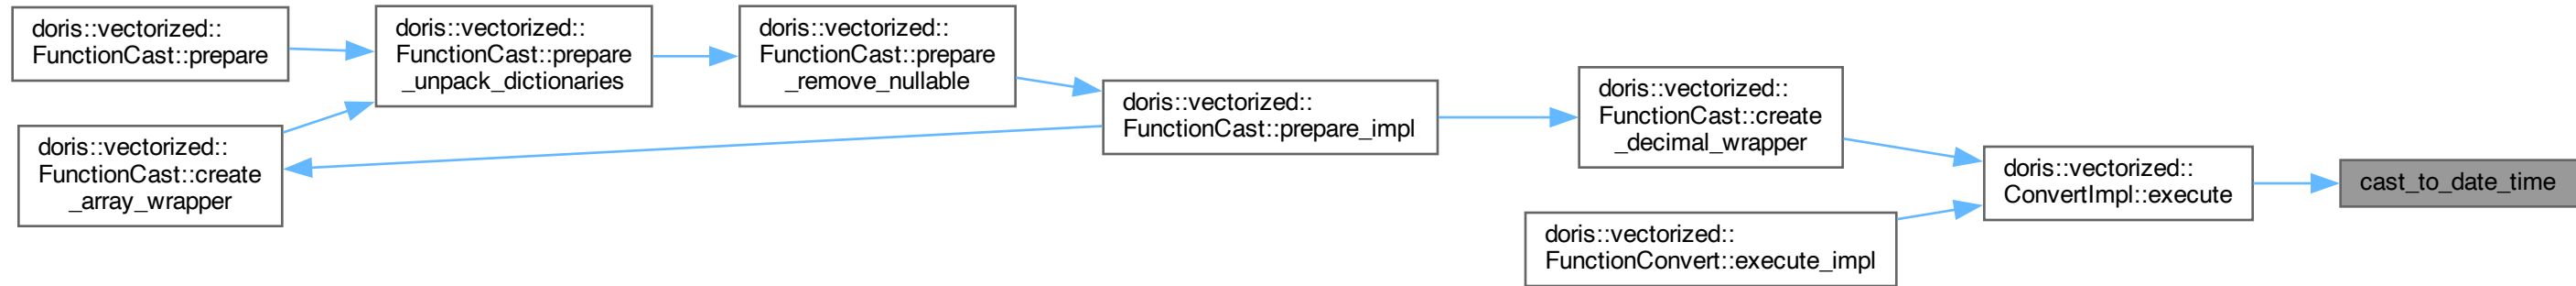 doris::vectorized::
FunctionCast::prepare
doris::vectorized::
FunctionCast::prepare
_unpack_dictionaries
doris::vectorized::
FunctionCast::prepare
_remove_nullable
doris::vectorized::
FunctionCast::create
_array_wrapper
doris::vectorized::
FunctionCast::prepare_impl
doris::vectorized::
FunctionCast::create
_decimal_wrapper
doris::vectorized::
FunctionConvert::execute_impl
doris::vectorized::
ConvertImpl::execute
cast_to_date_time